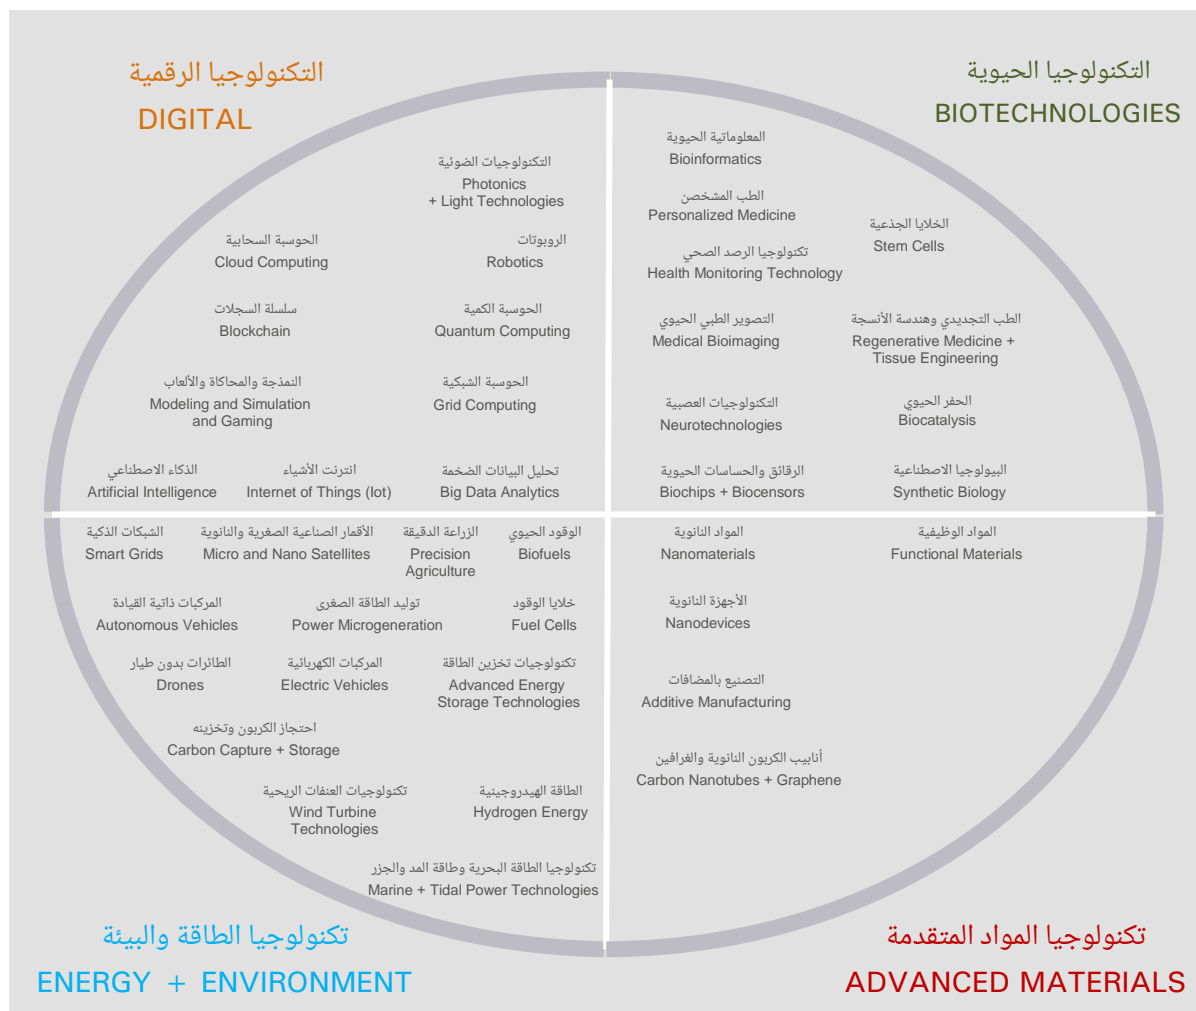 التكنولوجيا الرقمية
DIGITAL
التكنولوجيا الحيوية
BIOTECHNOLOGIES
التكنولوجيات الضوئية
Photonics
+ Light Technologies
الحوسبة السحابية
Cloud Computing
الروبوتات
Robotics
سلسلة السجلات
Blockchain
الحوسبة الكمية
Quantum Computing
النمذجة والمحاكاة والألعاب
Modeling and Simulation
and Gaming
الحوسبة الشبكية
Grid Computing
الذكاء الاصطناعي
Artificial Intelligence
انترنت الأشياء
Internet of Things (Iot)
تحليل البيانات الضخمة
Big Data Analytics
المعلوماتية الحيوية
Bioinformatics
الطب المشخصن
Personalized Medicine
الخلايا الجذعية
Stem Cells
تكنولوجيا الرصد الصحي
Health Monitoring Technology
التصوير الطبي الحيوي
Medical Bioimaging
الطب التجديدي وهندسة الأنسجة
Regenerative Medicine +
Tissue Engineering
التكنولوجيات العصبية
Neurotechnologies
الحفر الحيوي
Biocatalysis
الرقائق والحساسات الحيوية
Biochips + Biocensors
البيولوجيا الاصطناعية
Synthetic Biology
الشبكات الذكية
Smart Grids
الأقمار الصناعية الصغرية والنانوية
Micro and Nano Satellites
الزراعة الدقيقة
Precision
Agriculture
الوقود الحيوي
Biofuels
المركبات ذاتية القيادة
Autonomous Vehicles
توليد الطاقة الصغرى
Power Microgeneration
خلايا الوقود
Fuel Cells
الطائرات بدون طيار
Drones
المركبات الكهربائية
Electric Vehicles
تكنولوجيات تخزين الطاقة
Advanced Energy
Storage Technologies
احتجاز الكربون وتخزينه
Carbon Capture + Storage
تكنولوجيات العنفات الريحية
Wind Turbine
Technologies
الطاقة الهيدروجينية
Hydrogen Energy
تكنولوجيا الطاقة البحرية وطاقة المد والجزر
Marine + Tidal Power Technologies
المواد النانوية
Nanomaterials
المواد الوظيفية
Functional Materials
الأجهزة النانوية
Nanodevices
التصنيع بالمضافات
Additive Manufacturing
أنابيب الكربون النانوية والغرافين
Carbon Nanotubes + Graphene
تكنولوجيا الطاقة والبيئة
ENERGY + ENVIRONMENT
تكنولوجيا المواد المتقدمة
ADVANCED MATERIALS